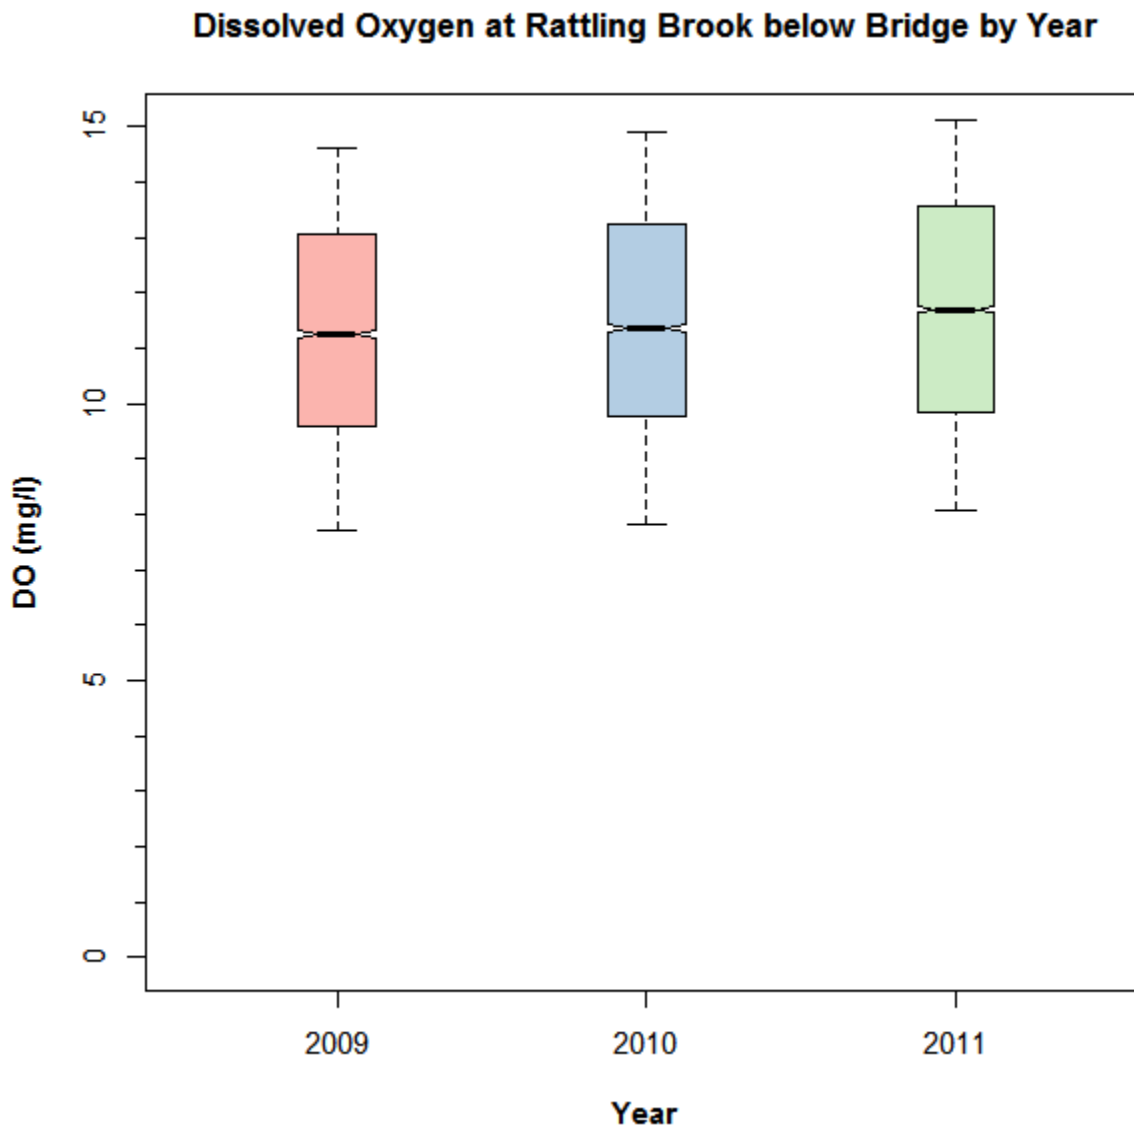 Dissolved Oxygen at Rattling Brook below Bridge by Year
15
10
5
0
DO (mg/l)
2009 2010 2011
Year